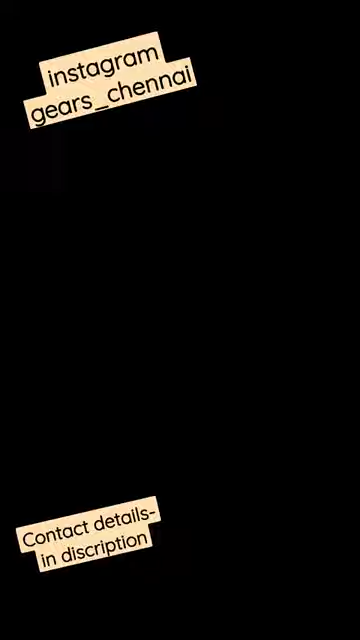 instagram
gears_chennai
Contact details-
in discription